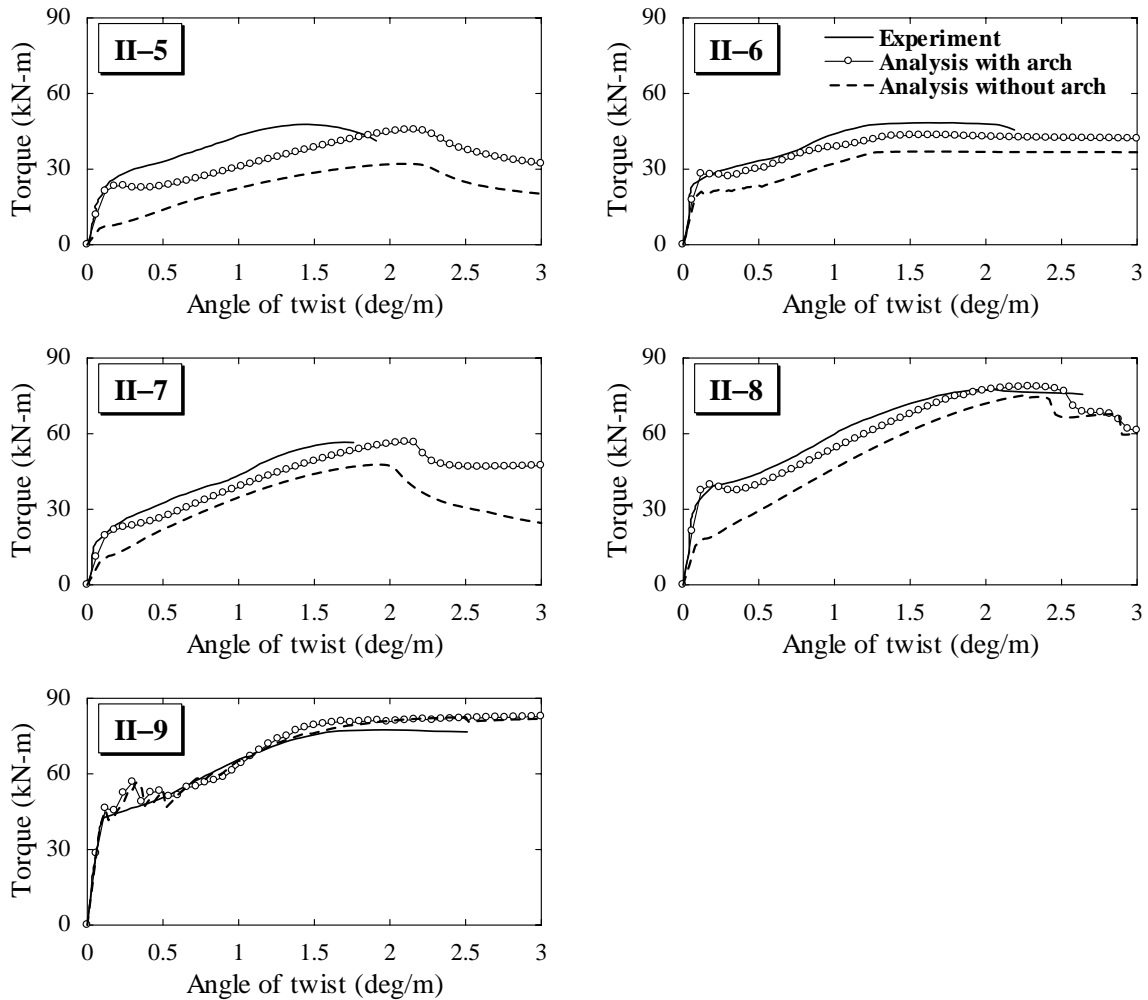 II–5
90
60
30
0
Torque (kN-m)
0 0.5 1 1.5 2 2.5 3
Angle of twist (deg/m)
II–6
Experiment
Analysis with arch
Analysis without arch
90
60
30
0
Torque (kN-m)
0 0.5 1 1.5 2 2.5 3
Angle of twist (deg/m)
II–7
90
60
30
0
Torque (kN-m)
0 0.5 1 1.5 2 2.5 3
Angle of twist (deg/m)
II–8
90
60
30
0
Torque (kN-m)
0 0.5 1 1.5 2 2.5 3
Angle of twist (deg/m)
II–9
90
60
30
0
Torque (kN-m)
0 0.5 1 1.5 2 2.5 3
Angle of twist (deg/m)